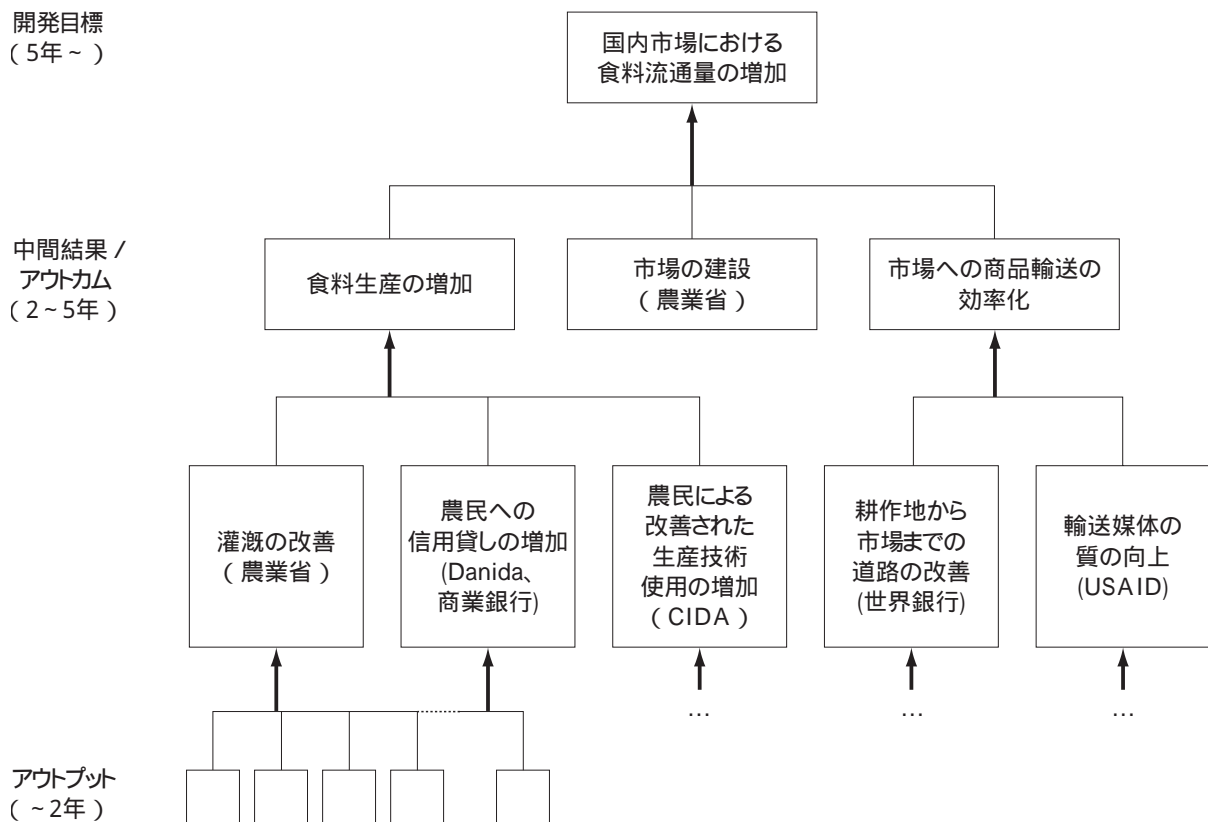 開発目標
（5年～）
国内市場における
食料流通量の増加
中間結果／
アウトカム
（2～5年）
食料生産の増加
市場の建設
（農業省）
市場への商品輸送の
効率化
灌漑の改善
（農業省）
農民への
信用貸しの増加
(Danida、
商業銀行)
農民による
改善された
生産技術
使用の増加
（CIDA）
耕作地から
市場までの
道路の改善
(世界銀行)
輸送媒体の
質の向上
(USAID)
…
…
…
アウトプット
（～2年）